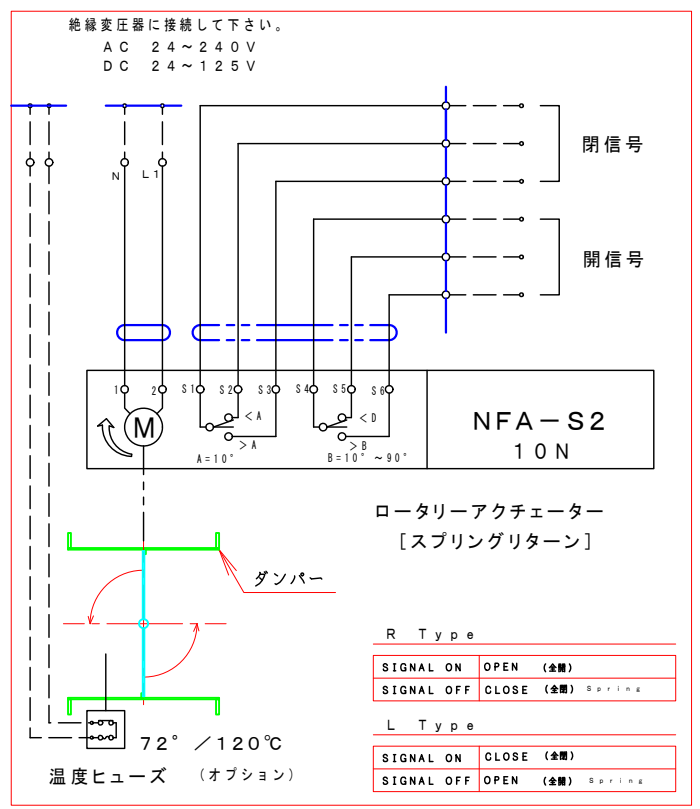 絶縁変圧器に接続して下さい。
AC 24～240V
DC 24～125V
閉信号
N L1
開信号
1 2 S1 S2 S3 S4 S5 S6
M
<A
>A
A=10°
<D
>B
B=10°～90°
NFA－S2
10N
ロータリーアクチェーター
[スプリングリターン]
ダンパー
R Type
SIGNAL ON OPEN (全開)
SIGNAL OFF CLOSE (全閉) Spring
L Type
SIGNAL ON CLOSE (全閉)
SIGNAL OFF OPEN (全開) Spring
72°／120℃
温度ヒューズ （オプション）